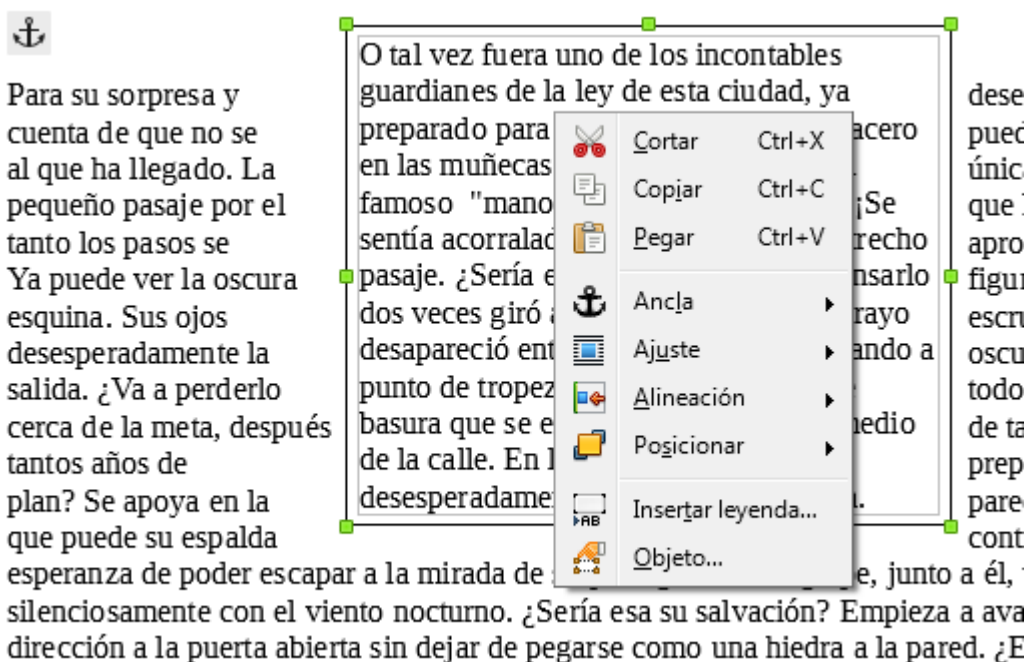 Para su sorpresa y
cuenta de que no se
al que ha llegado. La
pequeño pasaje por el
tanto los pasos se
Ya puede ver la oscura
esquina. Sus ojos
desesperadamente la
salida. ¿Va a perderlo
cerca de la meta, después
tantos años de
plan? Se apoya en la
que puede su espalda
O tal vez fuera uno de los incontables
guardianes de la ley de esta ciudad, ya
preparado para acero
en las muñecas
famoso "mano ¡Se
sentía acorralad recho
pasaje. ¿Sería e nsarlo
dos veces giró rayo
desapareció ent ando a
punto de tropez
basura que se e medio
de la calle. En
desesperadame
Cortar Ctrl+X
Copiar Ctrl+C
Pegar Ctrl+V
Ancla
Ajuste
Alineación
Posicionar
AB Insertar leyenda...
Objeto...
dese
pued
única
que
apro
figur
escru
oscu
todo
de ta
prep
pared
cont
esperanza de poder escapar a la mirada de e, junto a él,
silenciosamente con el viento nocturno. ¿Sería esa su salvación? Empieza a ava
dirección a la puerta abierta sin dejar de pegarse como una hiedra a la pared. ¿E